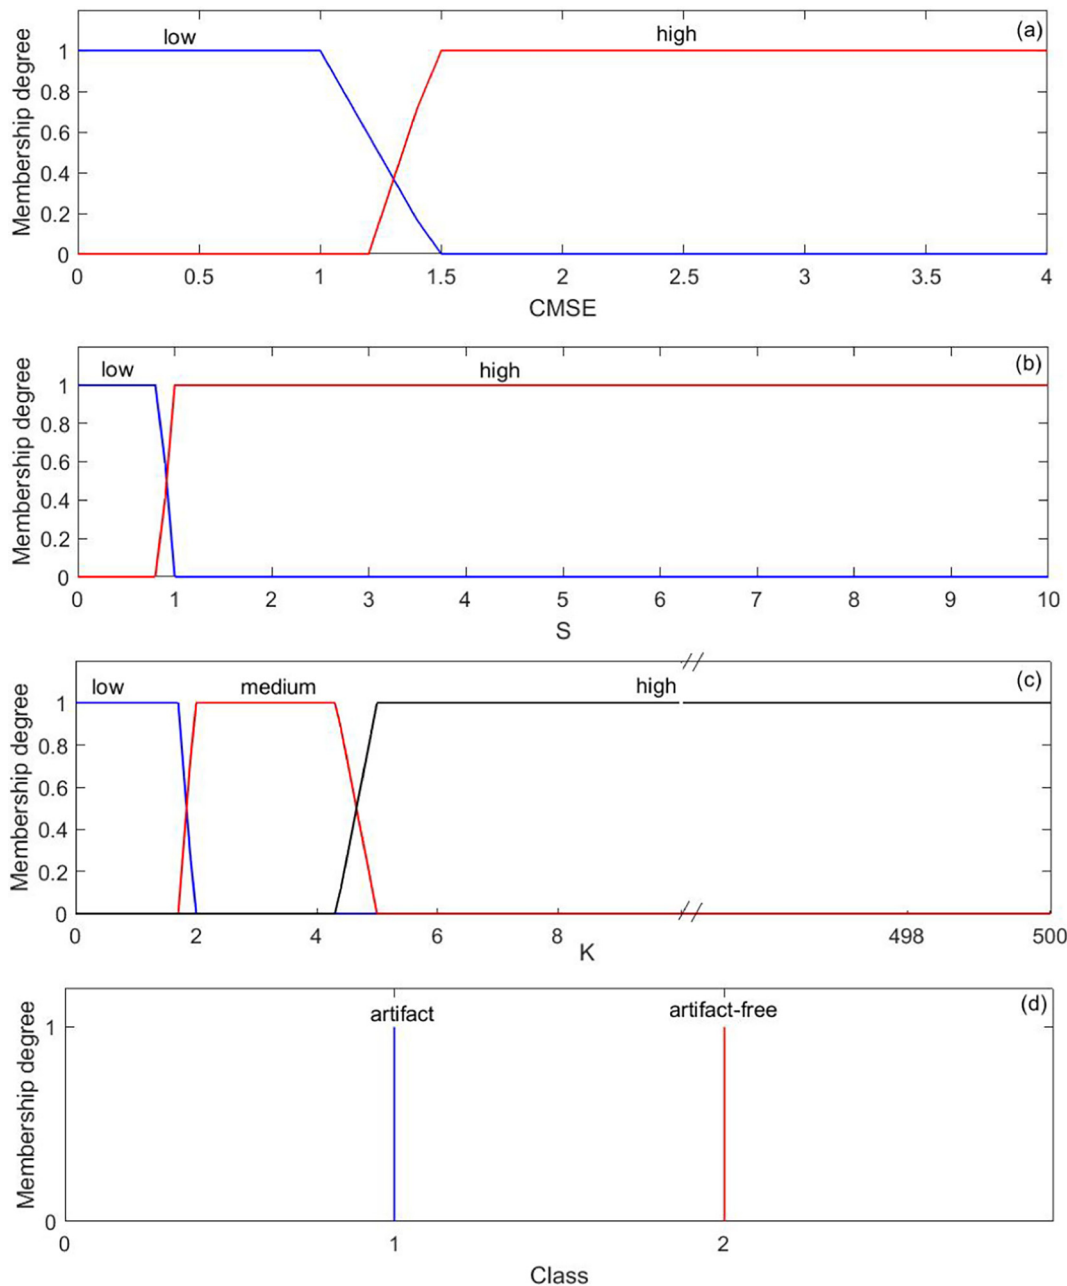 (a)
low high
1
0.8
0.6
0.4
0.2
0
Membership degree
0 0.5 1 1.5 2 2.5 3 3.5 4
CMSE
(b)
low high
1
0.8
0.6
0.4
0.2
0
Membership degree
0 1 2 3 4 5 6 7 8 9 10
S
(c)
low medium high
1
0.8
0.6
0.4
0.2
0
Membership degree
0 2 4 6 8 498 500
K
(d)
artifact artifact-free
1
0
Membership degree
0 1 2
Class